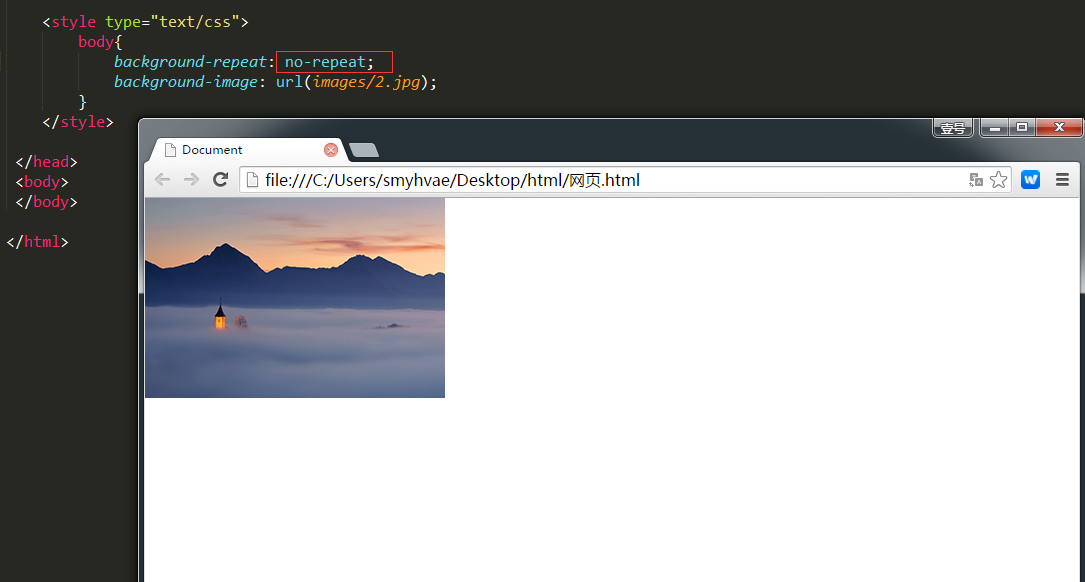 <style type="text/css">
body{
background-repeat: no-repeat;
background-image: url(images/2.jpg);
}
</style>
</head>
<body>
</body>
</html>
壹号
Document
file:///C:/Users/smyhvae/Desktop/html/网页.html